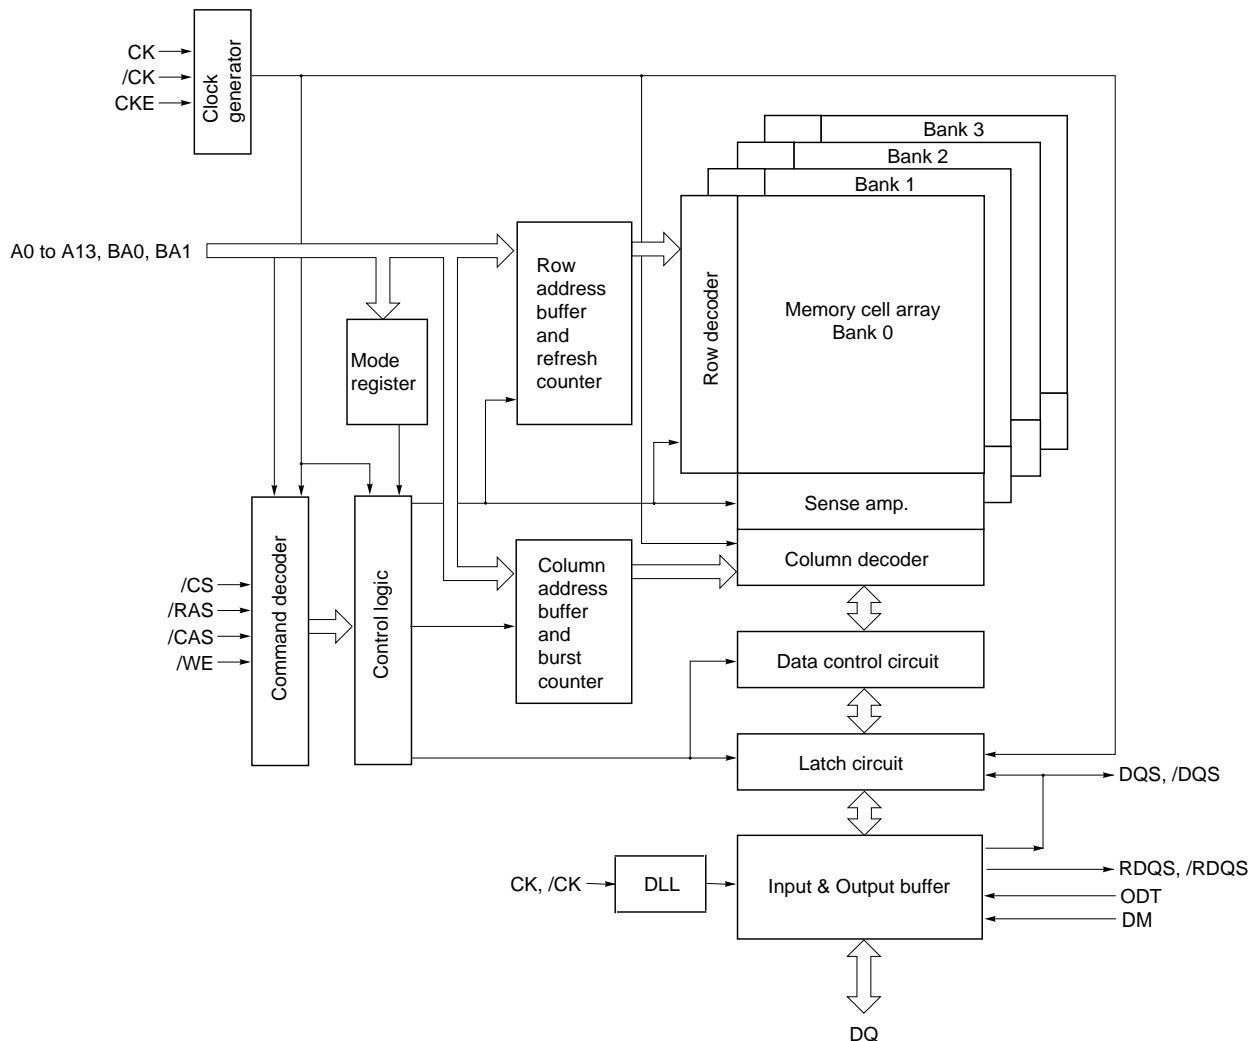 CK
/CK
CKE
Clock
generator
Bank 3
Bank 2
Bank 1
A0 to A13, BA0, BA1
Row
address
buffer
and
refresh
counter
Row decoder
Memory cell array
Bank 0
Mode
register
Sense amp.
Column decoder
/CS
/RAS
/CAS
/WE
Command decoder
Control logic
Column
address
buffer
and
burst
counter
Data control circuit
Latch circuit
DQS, /DQS
CK, /CK
DLL
Input & Output buffer
RDQS, /RDQS
ODT
DM
DQ